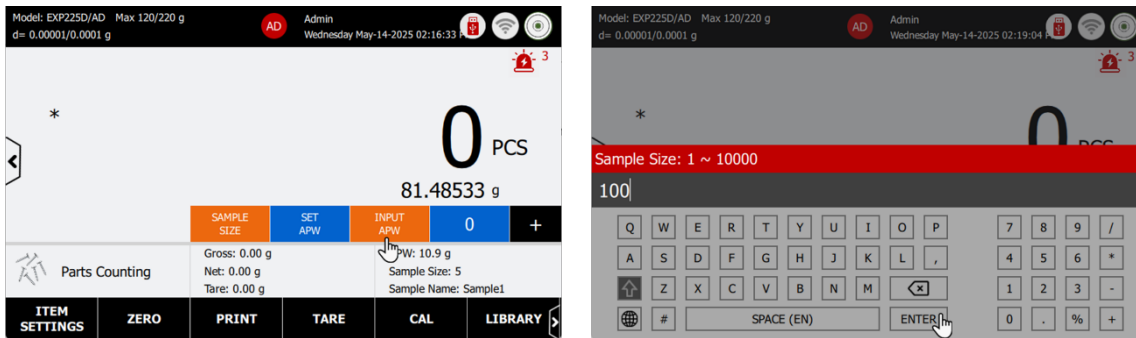 Model: EXP225D/AD Max 120/220 g
d= 0.00001/0.0001 g
AD
Admin
Wednesday May-14-2025 02:16:33
3
*
0 PCS
81.48533 g
SAMPLE SIZE
SET APW
INPUT APW
0
+
Parts Counting
Gross: 0.00 g
Net: 0.00 g
Tare: 0.00 g
PW: 10.9 g
Sample Size: 5
Sample Name: Sample1
ITEM SETTINGS
ZERO
PRINT
TARE
CAL
LIBRARY
Model: EXP225D/AD Max 120/220 g
d= 0.00001/0.0001 g
AD
Admin
Wednesday May-14-2025 02:19:04
3
*
Sample Size: 1 ~ 10000
100
Q W E R T Y U I O P 7 8 9 /
A S D F G H J K L , 4 5 6 *
Z X C V B N M 1 2 3 -
# SPACE (EN) ENTER 0 . % +